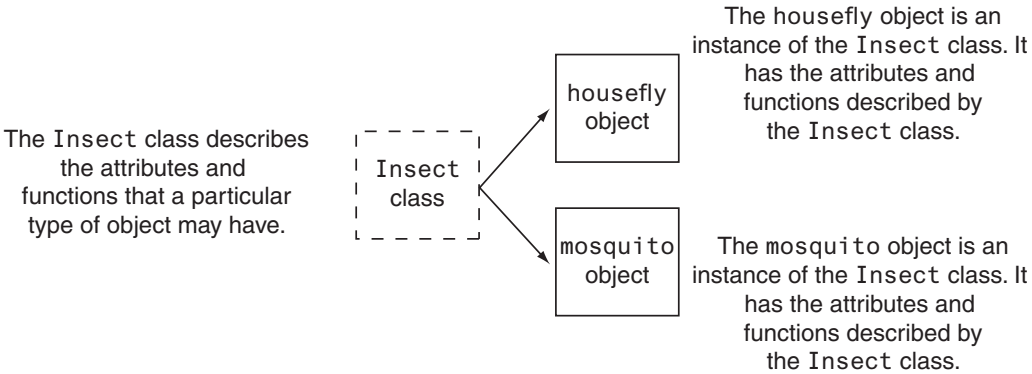 The Insect class describes
the attributes and
functions that a particular
type of object may have.
Insect
class
housefly
object
The housefly object is an
instance of the Insect class. It
has the attributes and
functions described by
the Insect class.
mosquito
object
The mosquito object is an
instance of the Insect class. It
has the attributes and
functions described by
the Insect class.